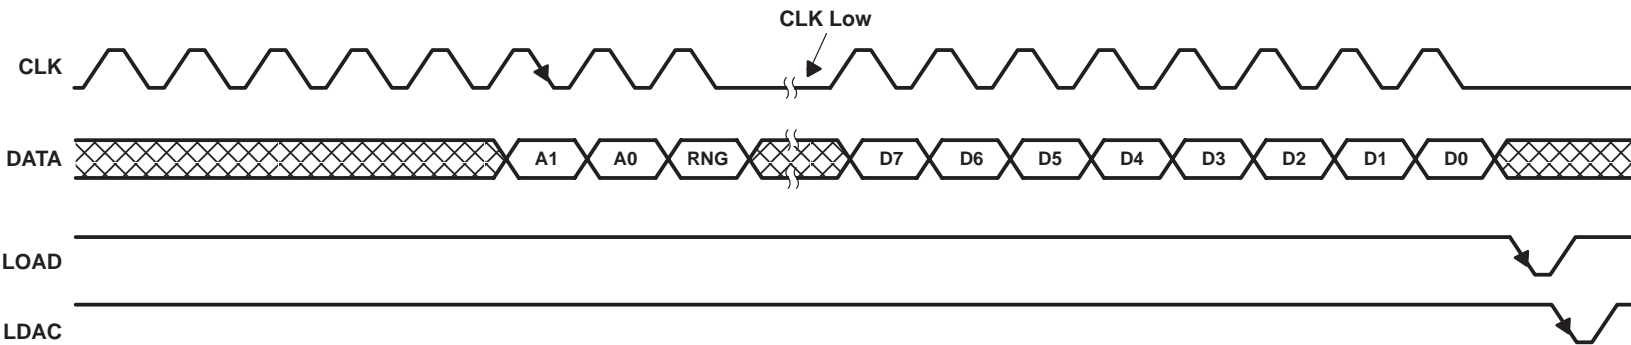 CLK Low
CLK
DATA
A1 A0 RNG D7 D6 D5 D4 D3 D2 D1 D0
LOAD
LDAC